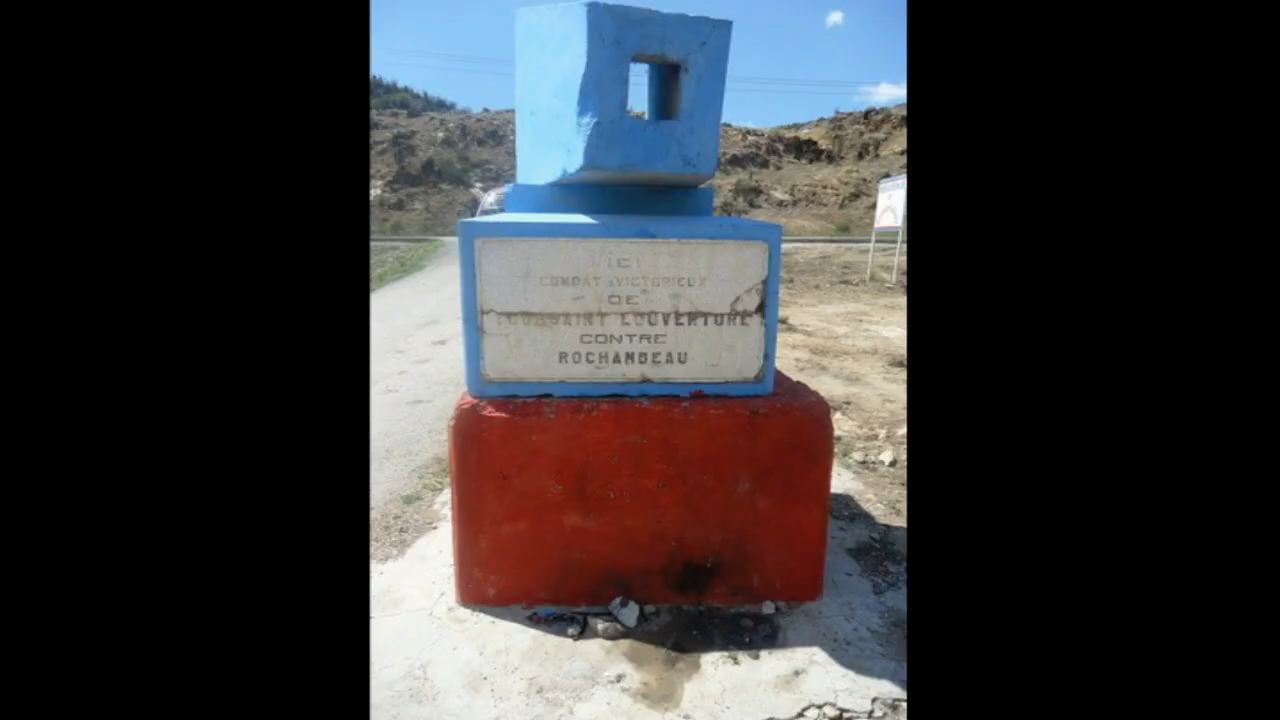 ICI
COMBAT VICTORIEUX
DE
TOUSSAINT LOUVERTURE
CONTRE
ROCHAMBEAU